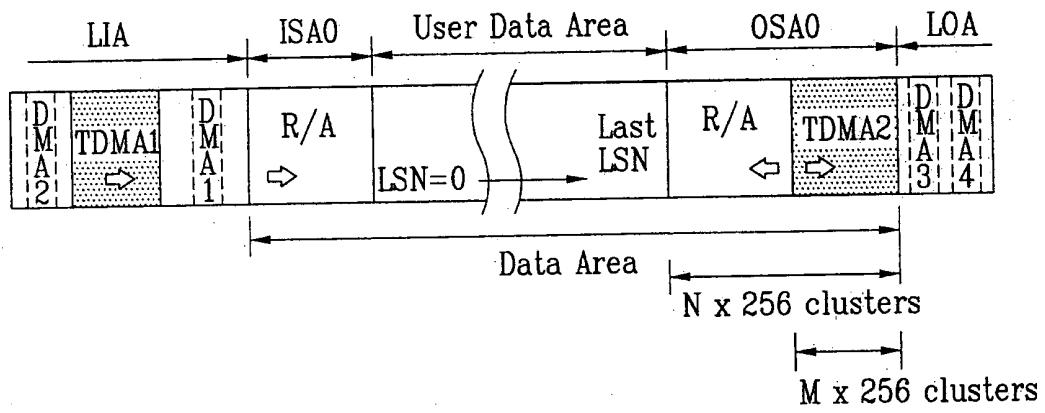 LIA ISA0 User Data Area OSA0 LOA
DMA2
TDMA1
DMA1
R/A
LSN=0
Last
LSN
R/A
TDMA2
DMA3
DMA4
Data Area
N x 256 clusters
M x 256 clusters